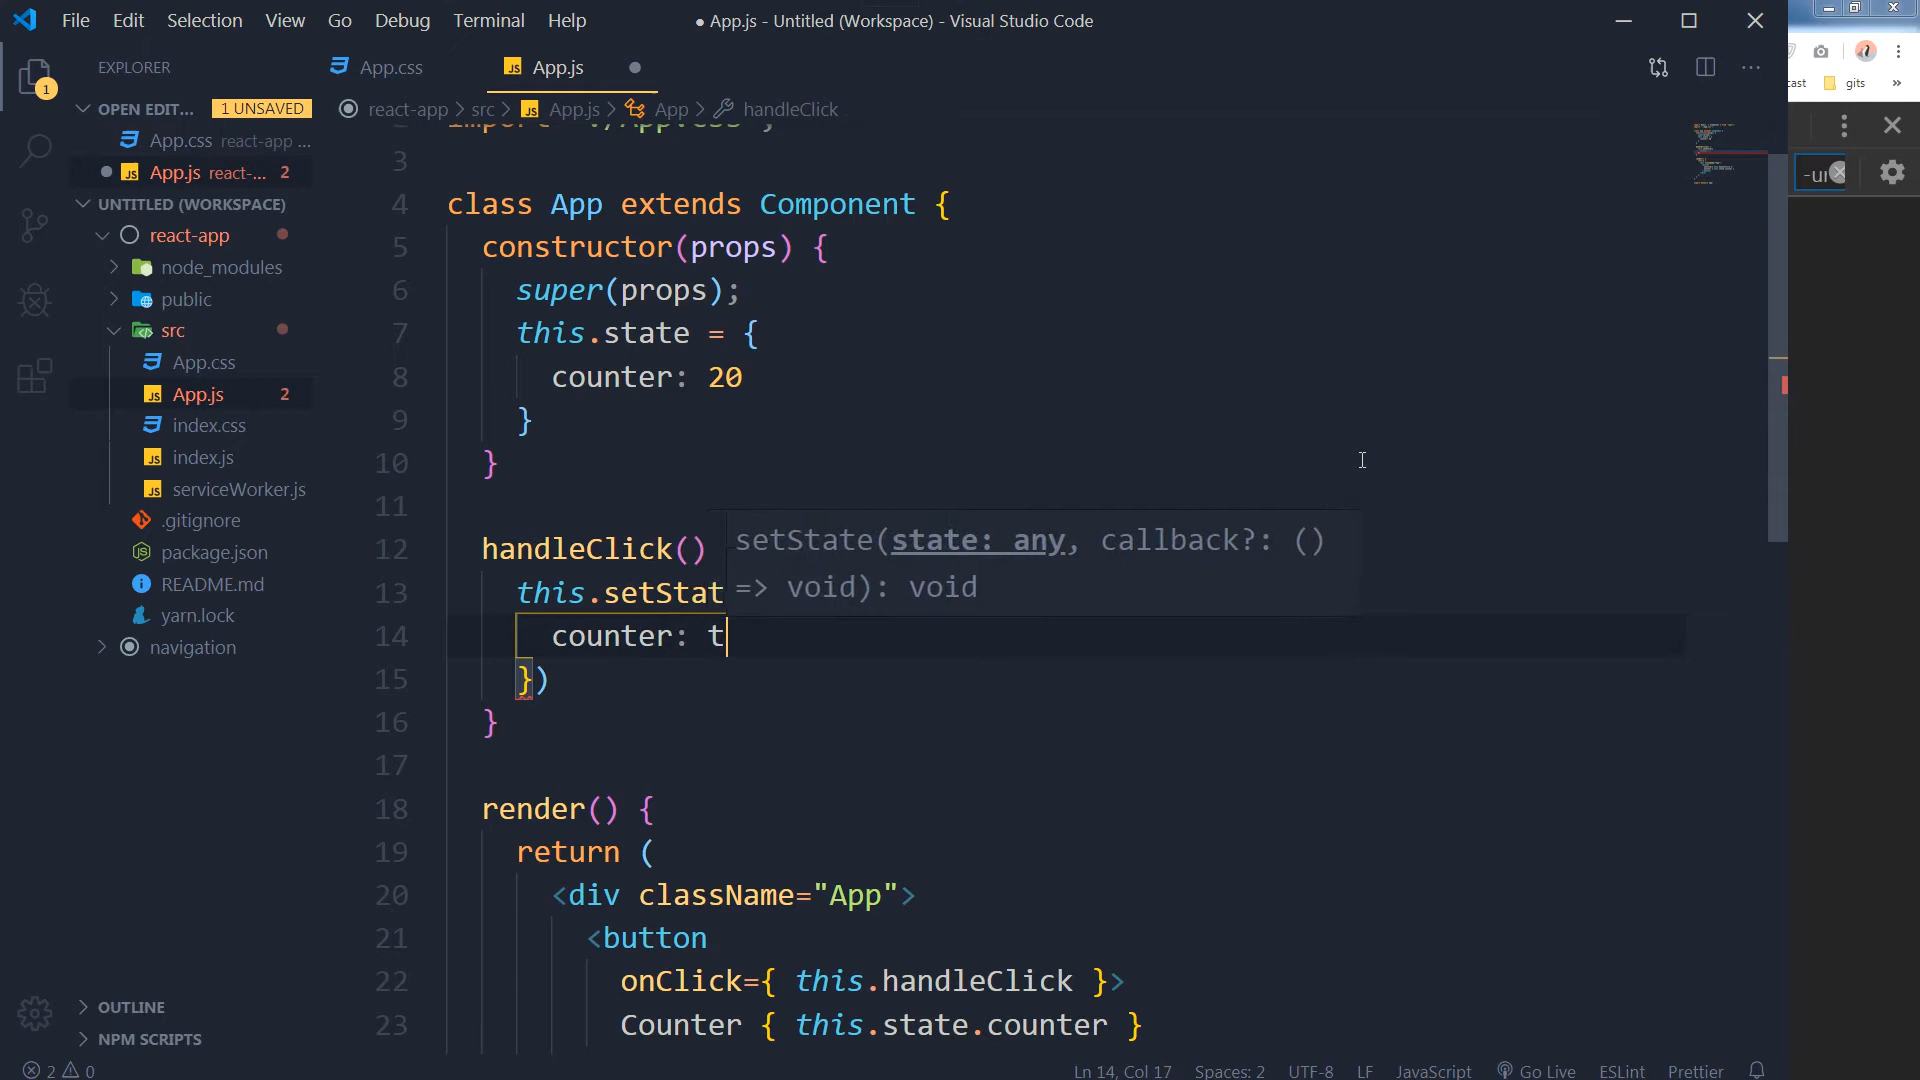 File Edit Selection View Go Debug Terminal Help
● App.js - Untitled (Workspace) - Visual Studio Code
EXPLORER
App.css
App.js
OPEN EDIT... 1 UNSAVED
react-app > src > App.js > App > handleClick
App.css react-app ...
App.js react-... 2
UNTITLED (WORKSPACE)
react-app
node_modules
public
src
App.css
App.js 2
index.css
index.js
serviceWorker.js
.gitignore
package.json
README.md
yarn.lock
navigation
OUTLINE
NPM SCRIPTS
1
3
4 class App extends Component {
5 constructor(props) {
6 super(props);
7 this.state = {
8 counter: 20
9 }
10 }
11
12 handleClick()
13 this.setStat
14 counter: t
15 })
16 }
17
18 render() {
19 return (
20 <div className="App">
21 <button
22 onClick={ this.handleClick }>
23 Counter { this.state.counter }
setState(state: any, callback?: ()
=> void): void
cast gits »
-ur
2 0
Ln 14, Col 17 Spaces: 2 UTF-8 LF JavaScript Go Live ESLint Prettier